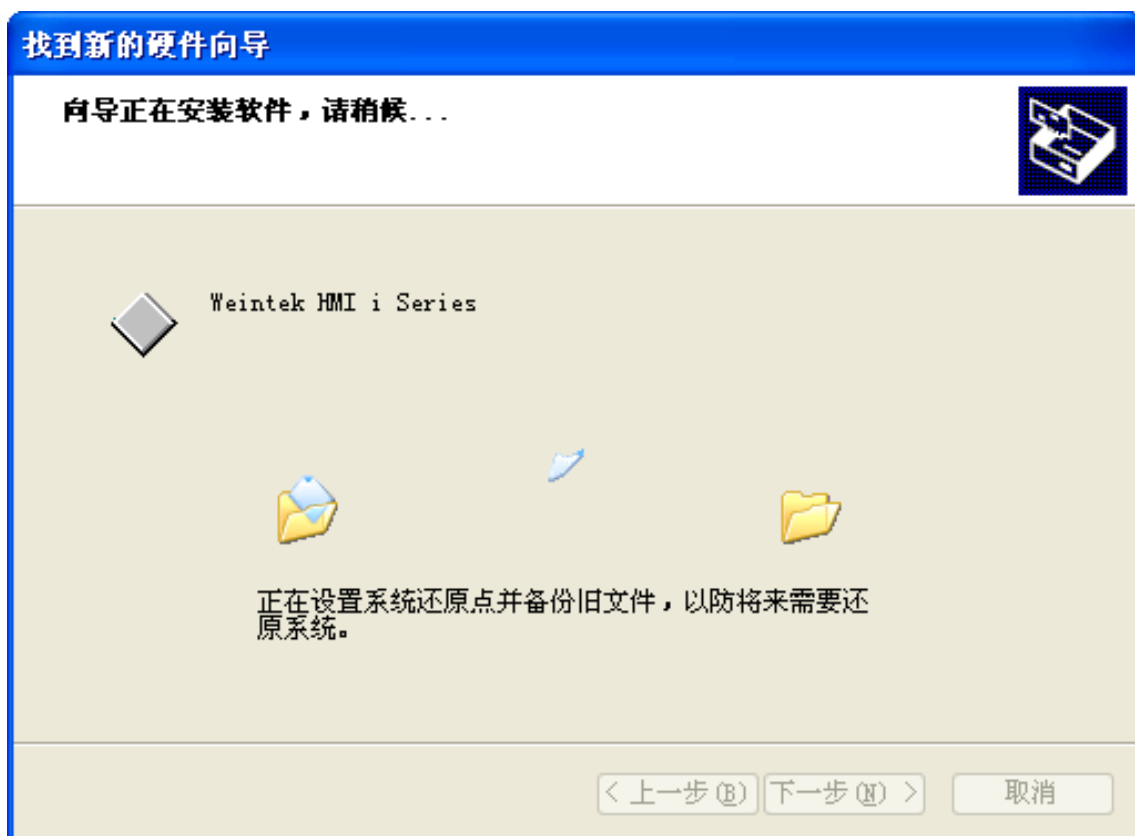 找到新的硬件向导
向导正在安装软件，请稍候...
Weintek HMI i Series
正在设置系统还原点并备份旧文件，以防将来需要还
原系统。
< 上一步(B) 下一步(N) > 取消